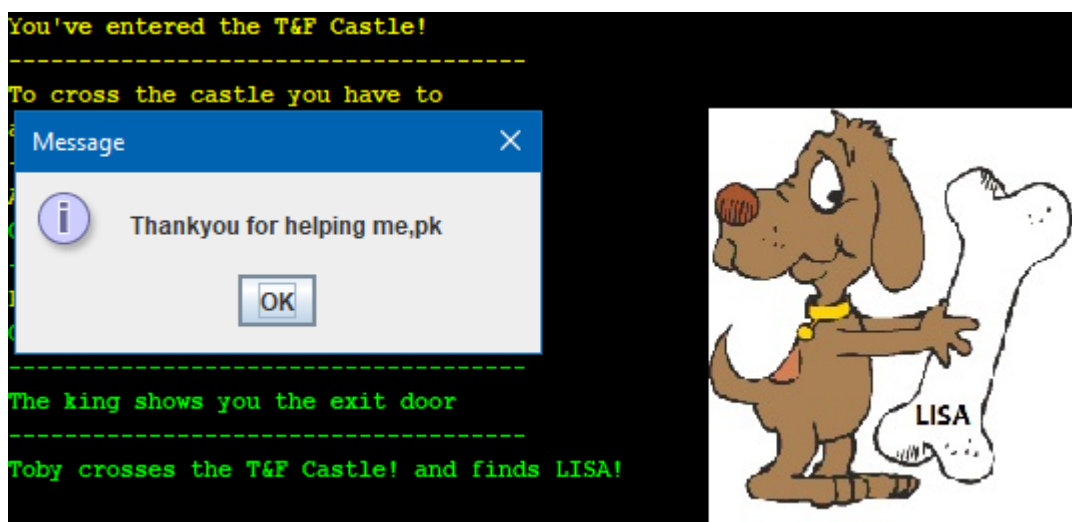 You've entered the T&F Castle!
---------------------------------------
To cross the castle you have to
Message
Thankyou for helping me,pk
OK
---------------------------------------
The king shows you the exit door
---------------------------------------
Toby crosses the T&F Castle! and finds LISA!
LISA